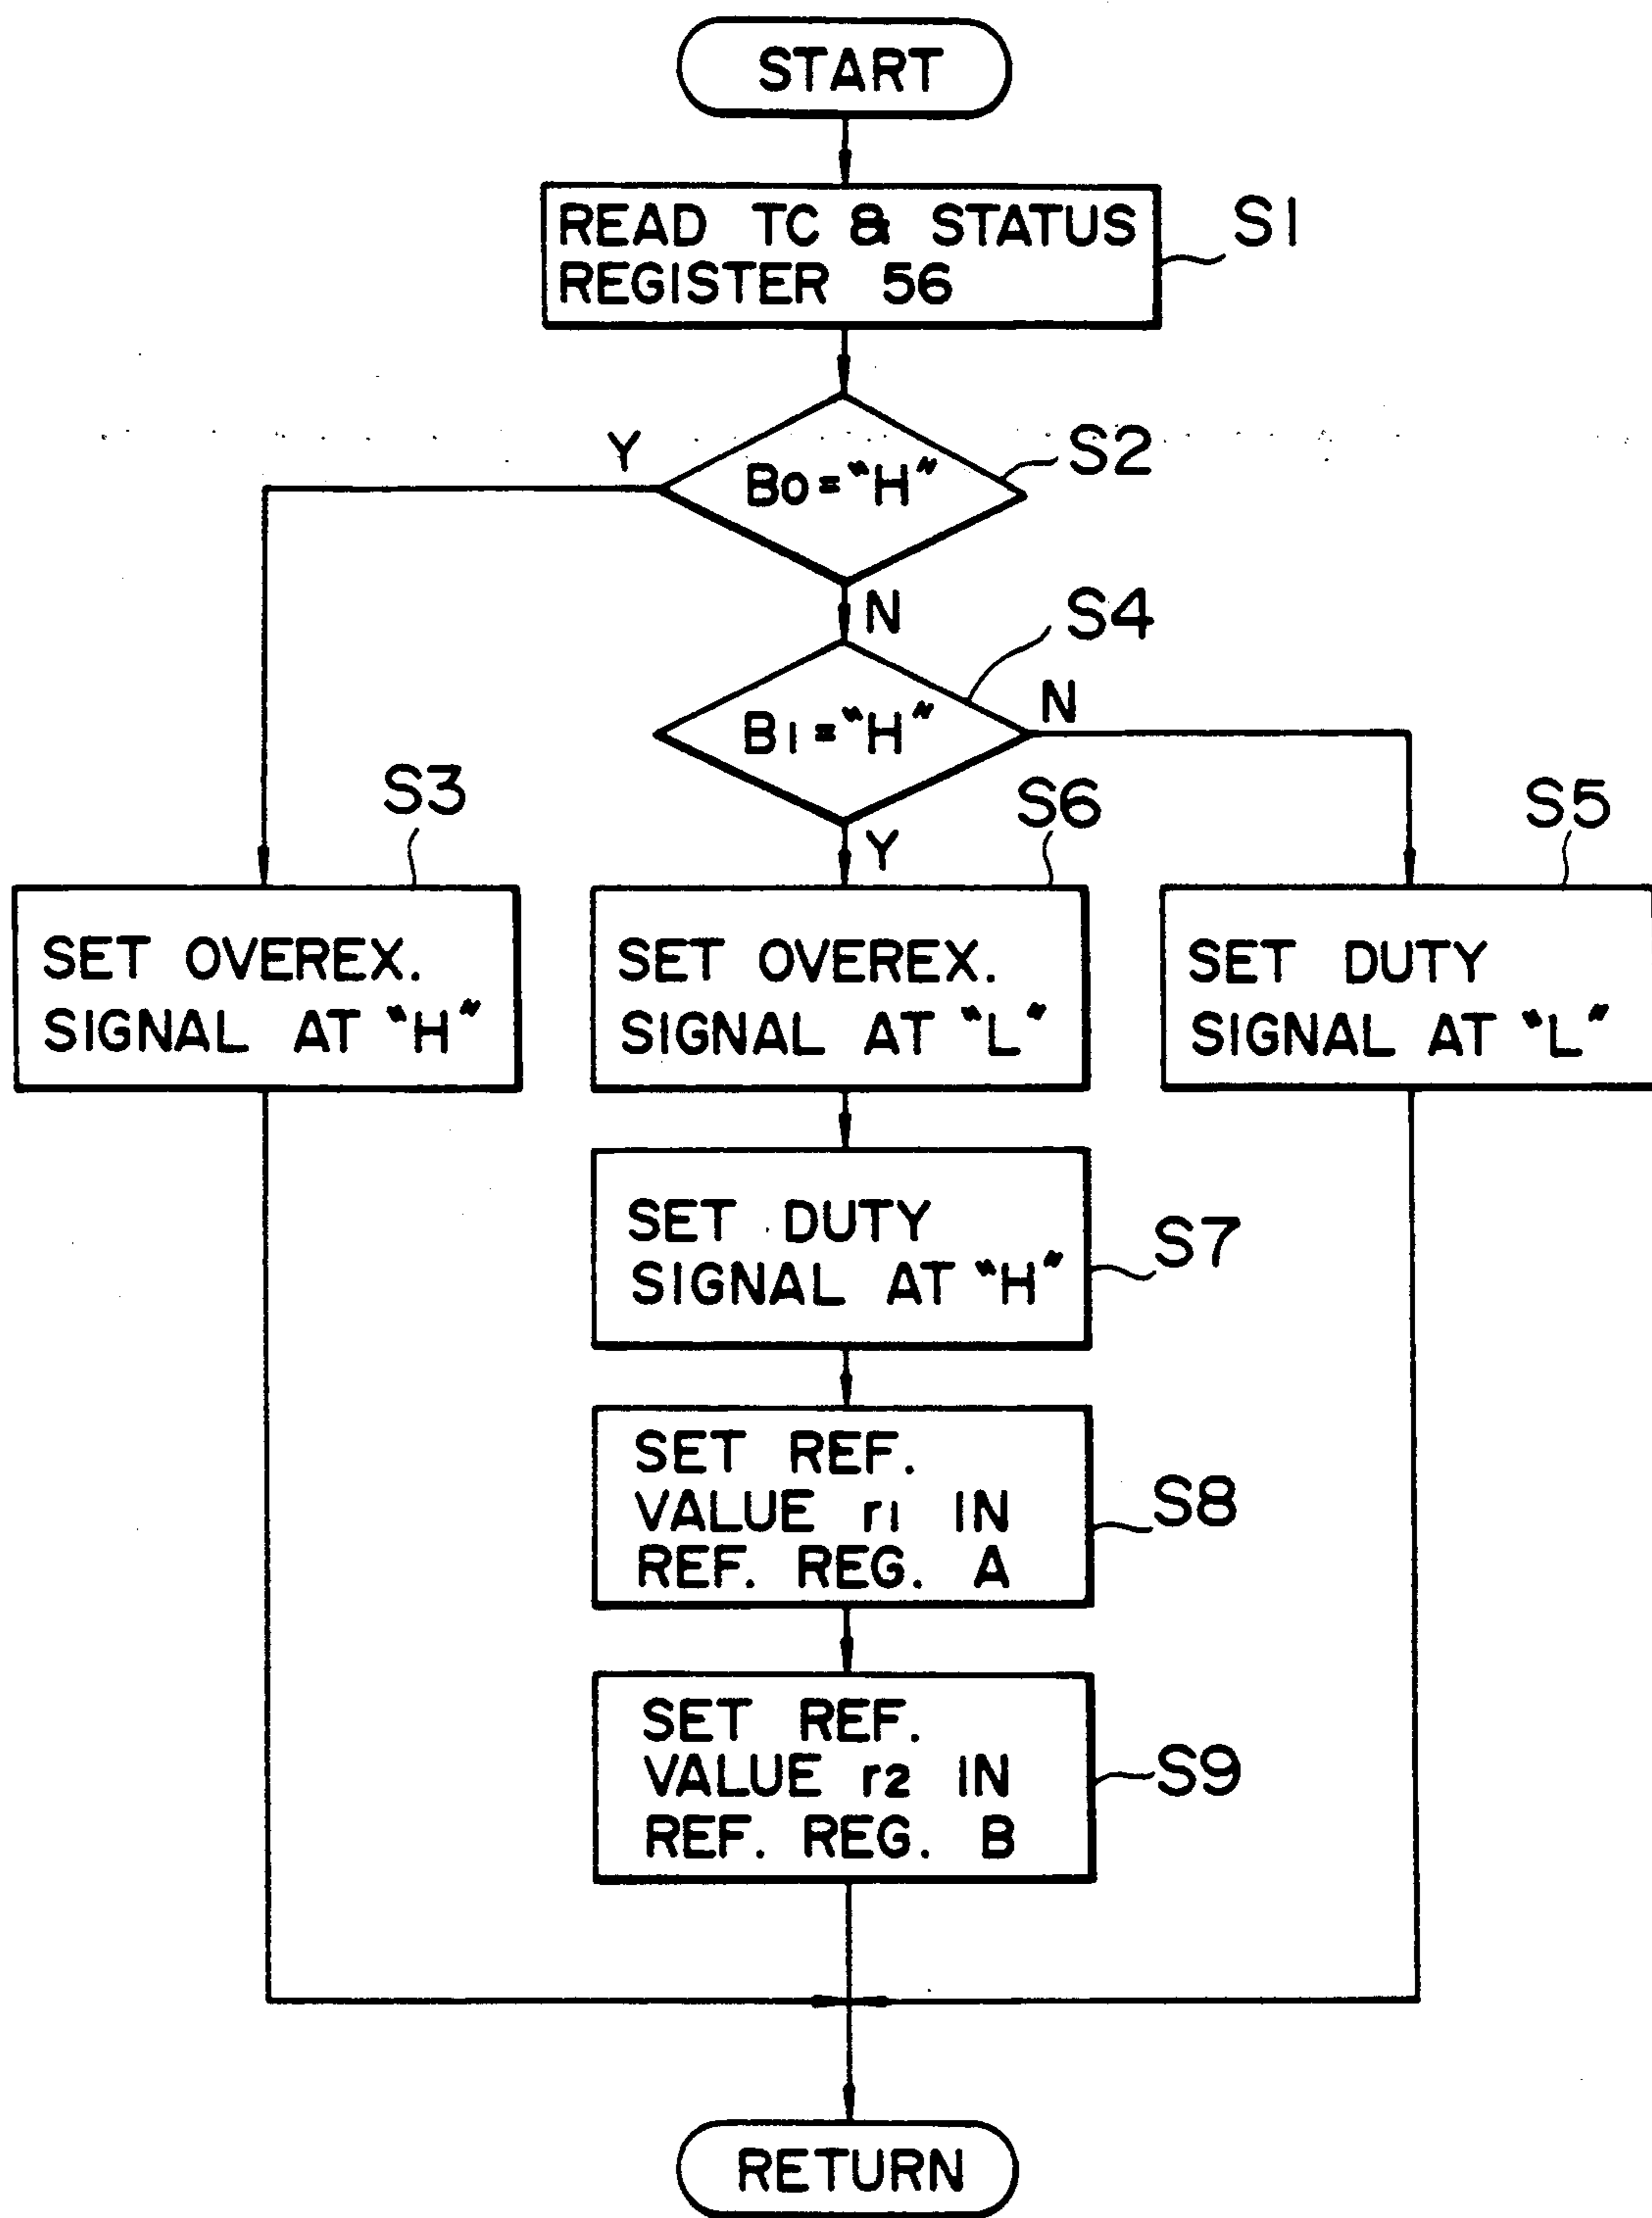 START
READ TC & STATUS
REGISTER 56
S1
Y
B0="H"
S2
N
S4
B1="H"
N
S3
Y
S6
S5
SET OVEREX.
SIGNAL AT "H"
SET OVEREX.
SIGNAL AT "L"
SET DUTY
SIGNAL AT "L"
SET DUTY
SIGNAL AT "H"
S7
SET REF.
VALUE r1 IN
REF. REG. A
S8
SET REF.
VALUE r2 IN
REF. REG. B
S9
RETURN